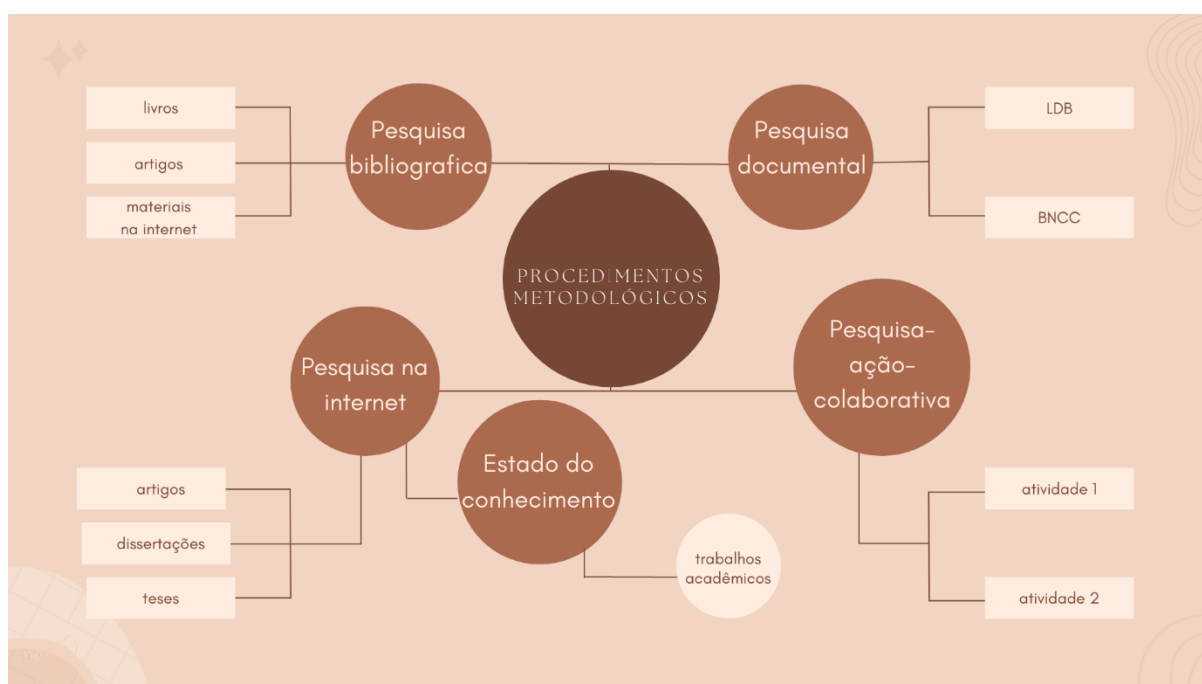 PROCEDIMENTOS
METODOLÓGICOS
Pesquisa
bibliografica
livros
artigos
materiais
na internet
Pesquisa
documental
LDB
BNCC
Pesquisa na
internet
artigos
dissertações
teses
Estado do
conhecimento
trabalhos
acadêmicos
Pesquisa-
ação-
colaborativa
atividade 1
atividade 2